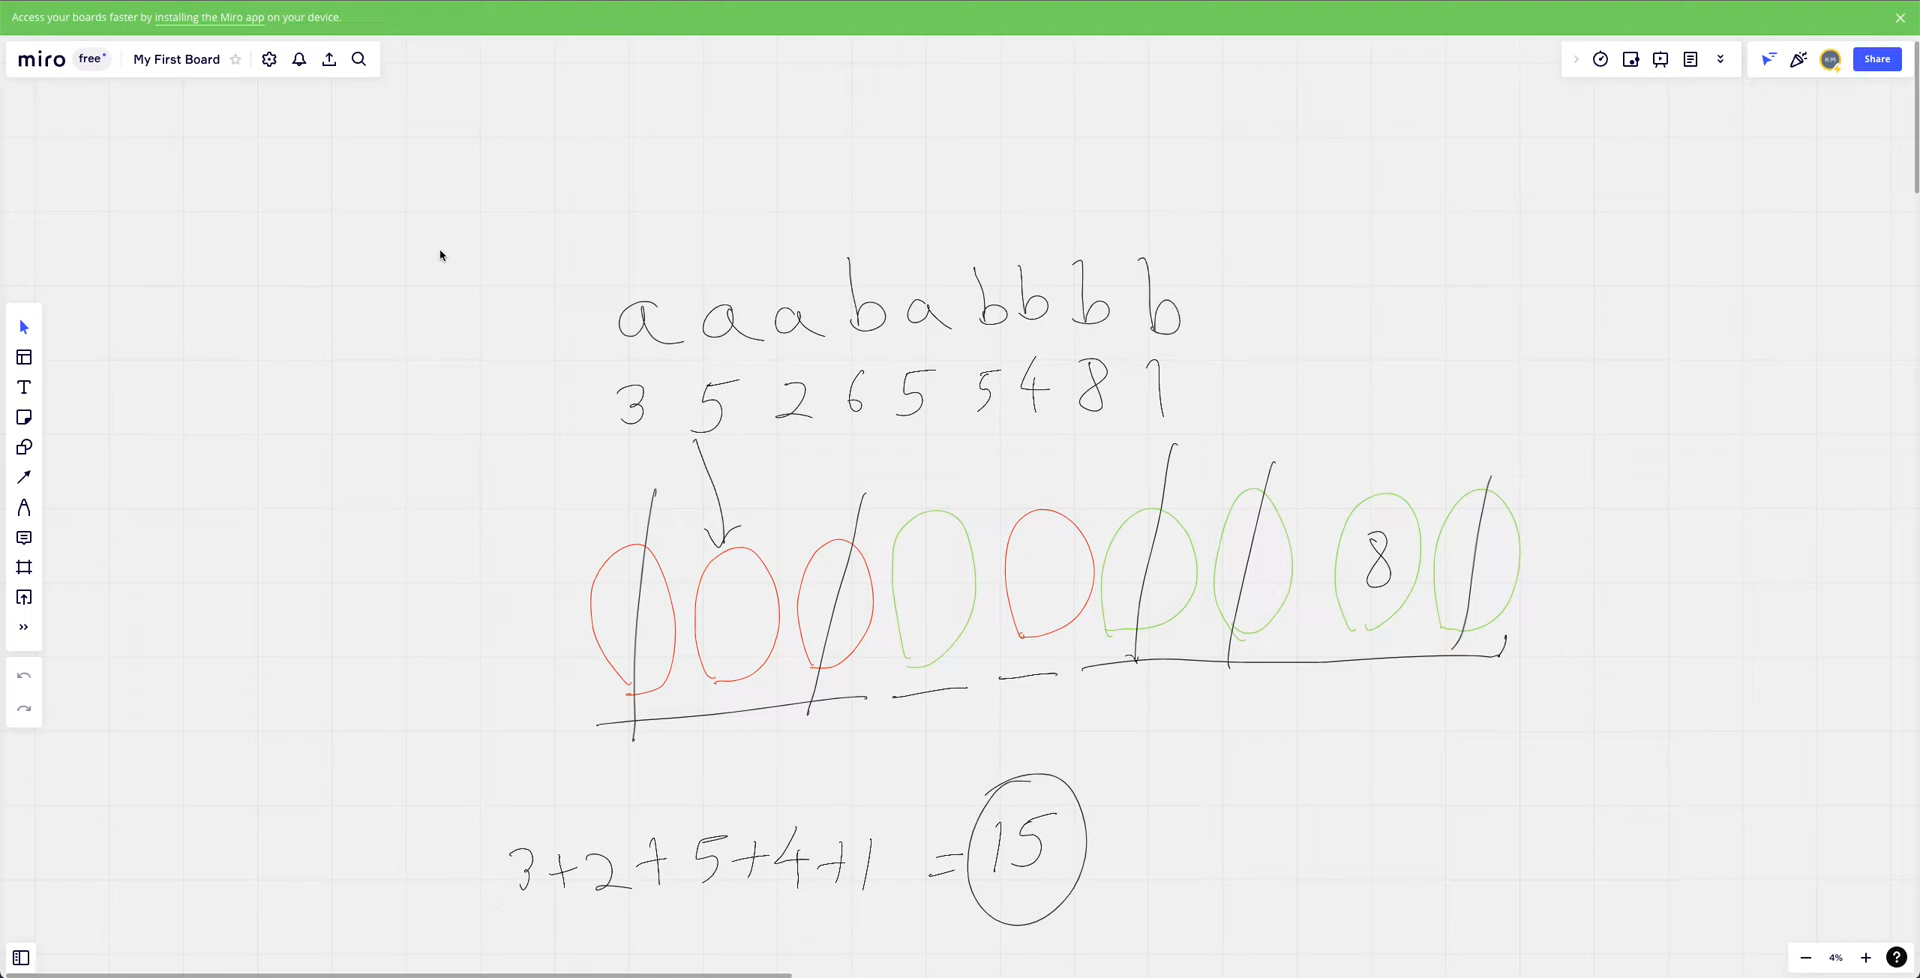 Access your boards faster by installing the Miro app on your device.
miro free My First Board
KM Share
a a a b a b b b b
3 5 2 6 5 5 4 8 1
8
3+2+5+4+1 = 15
4%